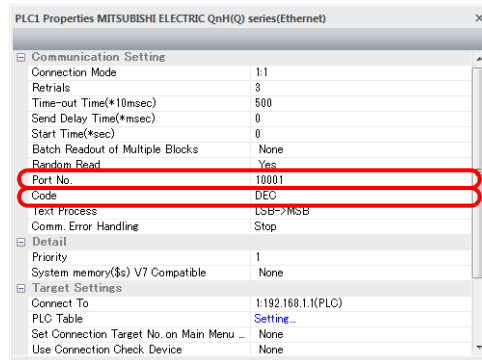 PLC1 Properties MITSUBISHI ELECTRIC QnH(Q) series(Ethernet)
Communication Setting
Connection Mode 1:1
Retrials 3
Time-out Time(*10msec) 500
Send Delay Time(*msec) 0
Start Time(*sec) 0
Batch Readout of Multiple Blocks None
Random Read Yes
Port No. 10001
Code DEC
Text Process LSB->MSB
Comm. Error Handling Stop
Detail
Priority 1
System memory($s) V7 Compatible None
Target Settings
Connect To 1:192.168.1.1(PLC)
PLC Table Setting...
Set Connection Target No. on Main Menu ... None
Use Connection Check Device None